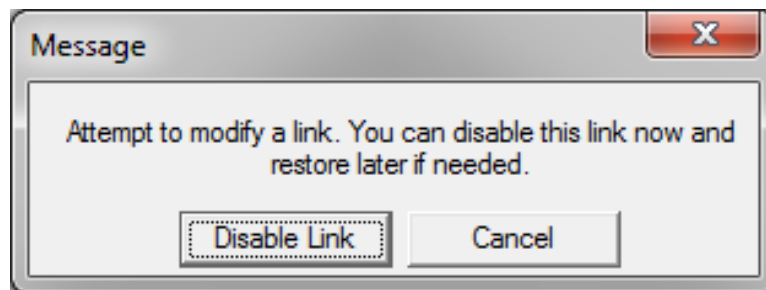 Message
Attempt to modify a link. You can disable this link now and
restore later if needed.
Disable Link
Cancel